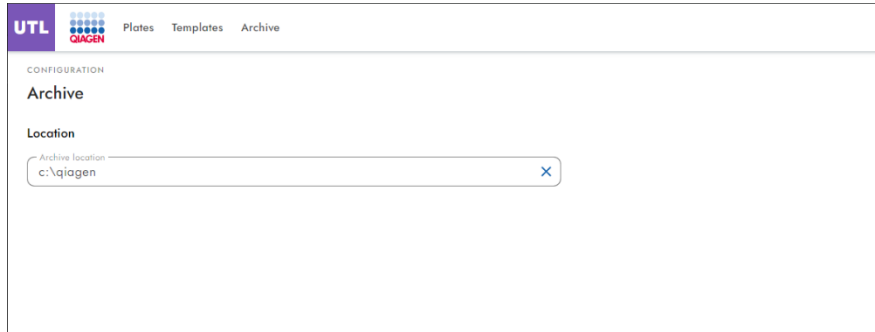 UTL QIAGEN Plates Templates Archive
CONFIGURATION
Archive
Location
Archive location
c:\qiagen